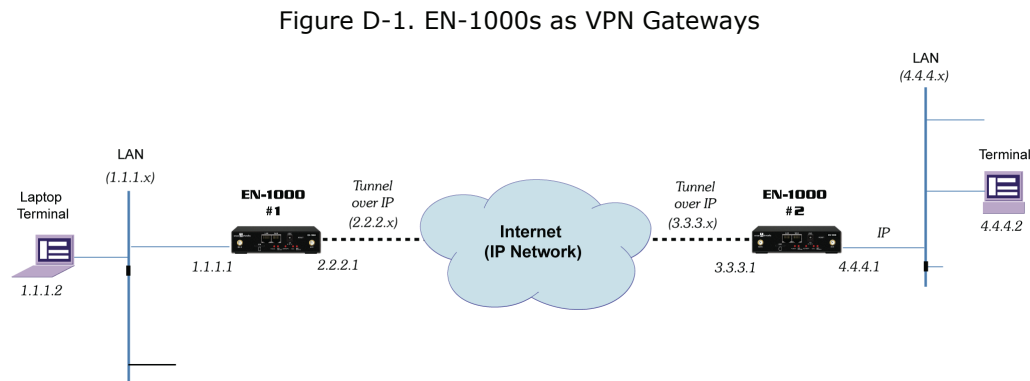 Figure D-1. EN-1000s as VPN Gateways
LAN
(4.4.4.x)
LAN
(1.1.1.x)
Laptop
Terminal
EN-1000
#1
Tunnel
over IP
(2.2.2.x)
Internet
(IP Network)
Tunnel
over IP
(3.3.3.x)
EN-1000
#2
IP
Terminal
4.4.4.2
1.1.1.2
1.1.1.1
2.2.2.1
3.3.3.1
4.4.4.1